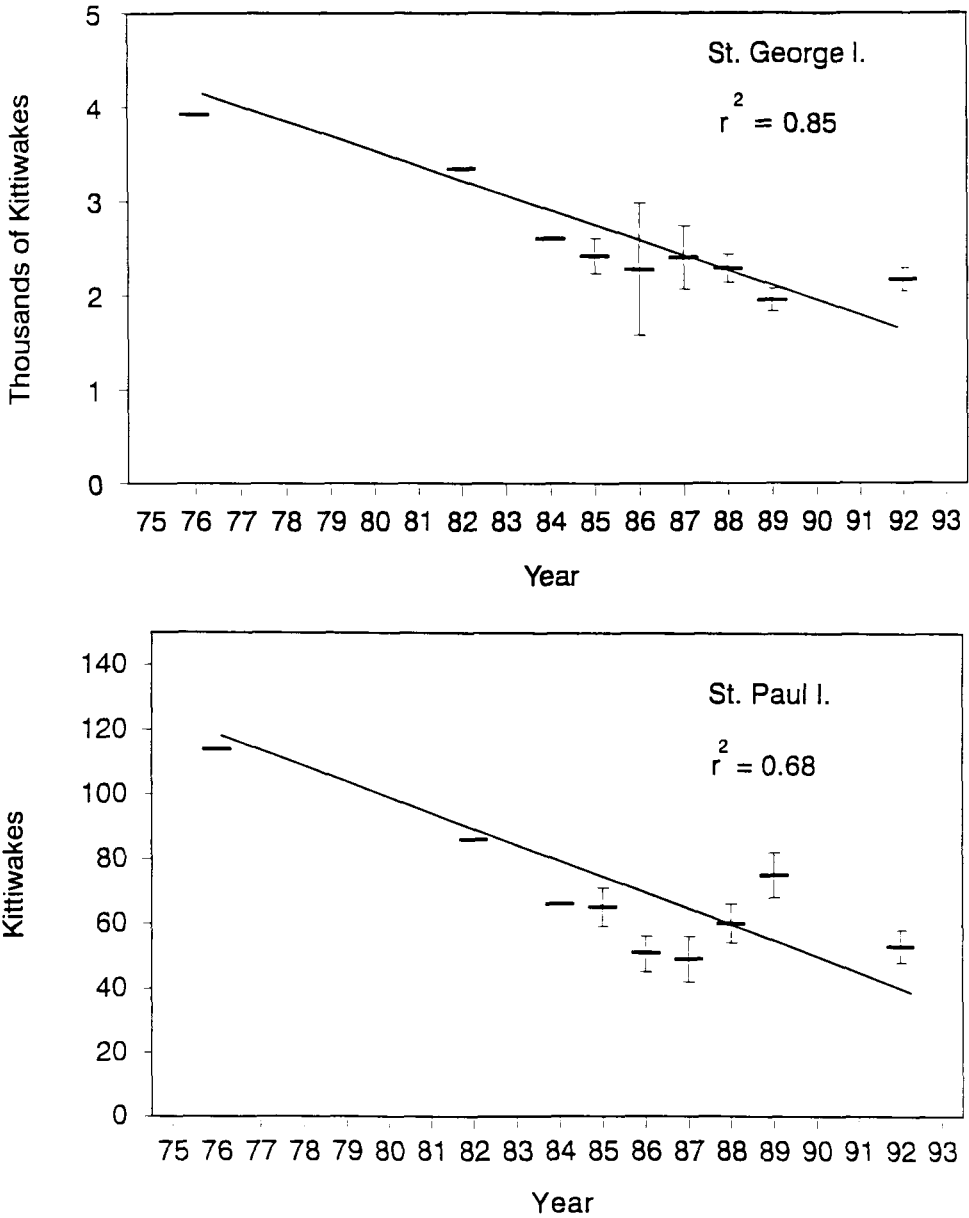 St. George I.
r2 = 0.85
Thousands of Kittiwakes
5
4
3
2
1
0
75 76 77 78 79 80 81 82 83 84 85 86 87 88 89 90 91 92 93
Year
St. Paul I.
r2 = 0.68
Kittiwakes
140
120
100
80
60
40
20
0
75 76 77 78 79 80 81 82 83 84 85 86 87 88 89 90 91 92 93
Year